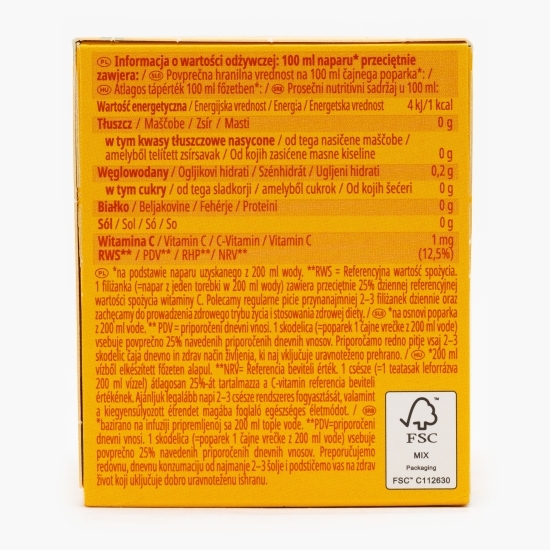 PL Informacja o wartości odżywczej: 100 ml naparu* przeciętnie
zawiera: / SLO Povprečna hranilna vrednost na 100 ml čajnega poparka*: /
HU Átlagos tápérték 100 ml főzetben*: / SRB Prosečni nutritivni sadržaj u 100 ml:
Wartość energetyczna / Energijska vrednost / Energia / Energetska vrednost 4 kJ/1 kcal
Tłuszcz / Maščobe / Zsír / Masti 0 g
w tym kwasy tłuszczowe nasycone / od tega nasičene maščobe /
amelyből telített zsírsavak / Od kojih zasićene masne kiseline 0 g
Węglowodany / Ogljikovi hidrati / Szénhidrát / Ugljeni hidrati 0,2 g
w tym cukry / od tega sladkorji / amelyből cukrok / Od kojih šećeri 0 g
Białko / Beljakovine / Fehérje / Proteini 0 g
Sól / Sol / Só / So 0 g
Witamina C / Vitamin C / C-Vitamin / Vitamin C 1 mg
RWS** / PDV** / RHP**/ NRV** (12,5%)
PL *na podstawie naparu uzyskanego z 200 ml wody. **RWS = Referencyjna wartość spożycia.
1 filiżanka (=napar z jeden torebki w 200 ml wody) zawiera przeciętnie 25% dziennej referencyjnej
wartości spożycia witaminy C. Polecamy regularne picie przynajmniej 2–3 filiżanek dziennie oraz
zachęcamy do prowadzenia zdrowego trybu życia i stosowania zdrowej diety. / SLO *na osnovi poparka
z 200 ml vode. ** PDV = priporočeni dnevni vnosi. 1 skodelica (=poparek 1 čajne vrečke z 200 ml vode)
vsebuje povprečno 25% navedenih priporočenih dnevnih vnosov. Priporočamo redno pitje vsaj 2–3
skodelic čaja dnevno in zdrav način življenja, ki naj vključuje uravnoteženo prehrano. / HU *200 ml
vízből elkészített főzeten alapul. **NRV= Referencia beviteli érték. 1 csésze (=1 teatasak leforrázva
200 ml vízzel) átlagosan 25%-át tartalmazza a C-vitamin referencia beviteli
értékének. Ajánljuk legalább napi 2–3 csésze rendszeres fogyasztását, valamint
a kiegyensúlyozott étrendet magába foglaló egészséges életmódot. / SRB
*bazirano na infuziji pripremljenoj sa 200 ml tople vode. **PDV=priporočeni
dnevni vnosi. 1 skodelica (=poparek 1 čajne vrečke z 200 ml vode) vsebuje
povprečno 25% navedenih priporočenih dnevnih vnosov. Preporučujemo
redovnu, dnevnu konzumaciju od najmanje 2–3 šolje i podstičemo vas na zdrav
život koji uključuje dobro uravnoteženu ishranu.
FSC
MIX
Packaging
FSC™ C112630